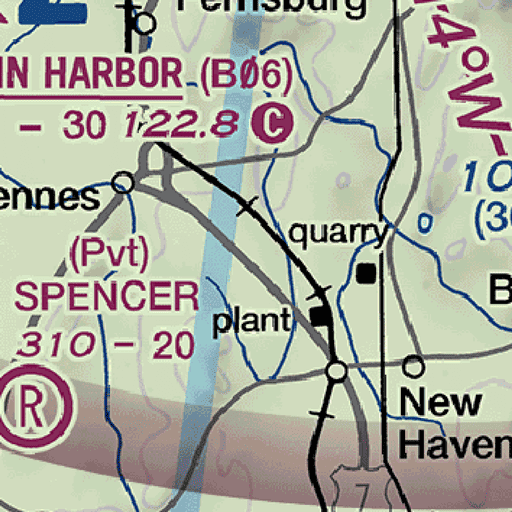 Ferrisburg
IN HARBOR (BØ6)
- 30 122.8 C
14°W
ennes
10
(30
quarry
(Pvt)
SPENCER
310 - 20
plant
B
R
New
Haven
7